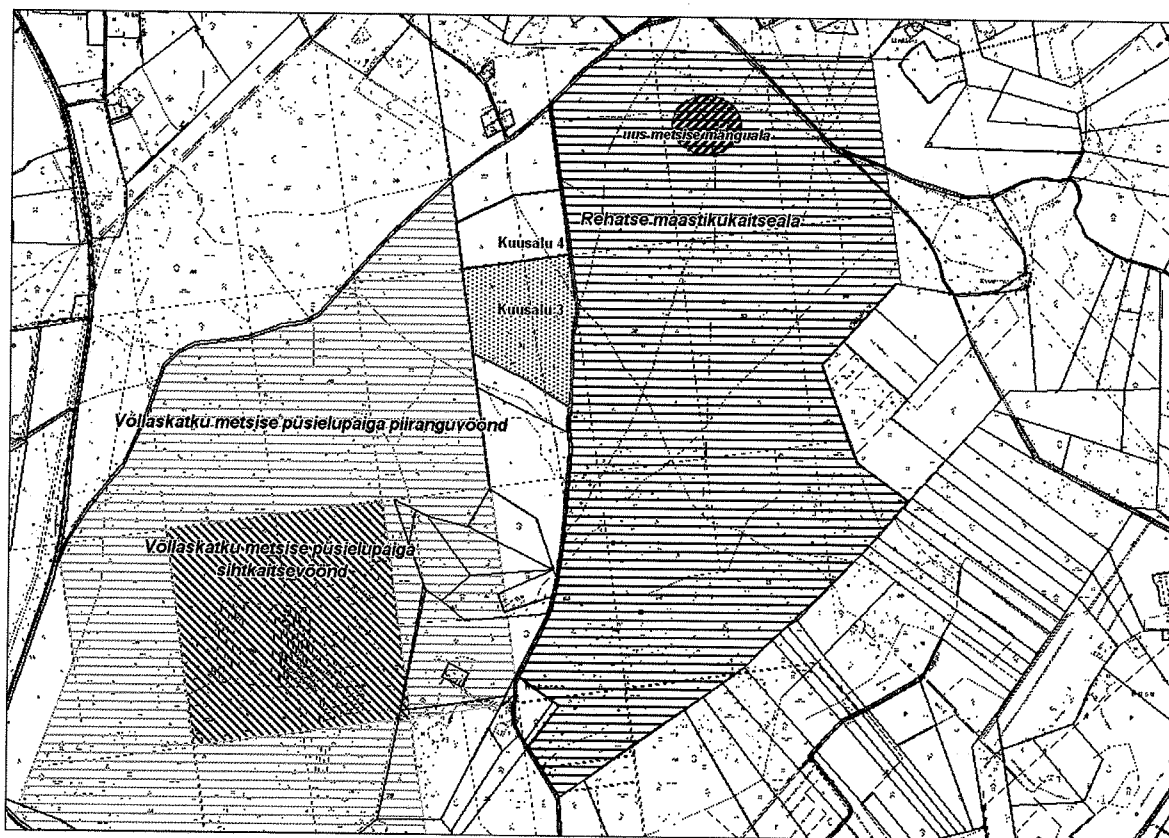 uus metsise mänguala
Rehatse maastikukaitseala
Kuusalu 4
Kuusalu 3
Võllaskatku metsise püsielupaiga piiranguvöönd
Võllaskatku metsise püsielupaiga
sihtkaitsevöönd